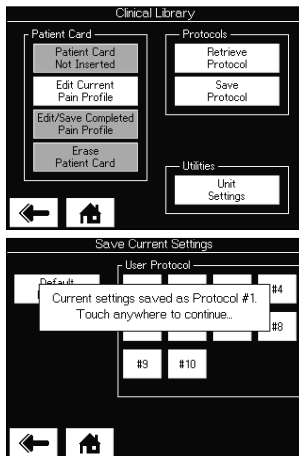 Clinical Library
Patient Card
Patient Card
Not Inserted
Edit Current
Pain Profile
Edit/Save Completed
Pain Profile
Erase
Patient Card
Protocols
Retrieve
Protocol
Save
Protocol
Utilities
Unit
Settings
Save Current Settings
User Protocol
Default
#4
Current settings saved as Protocol #1.
Touch anywhere to continue...
#8
#9
#10